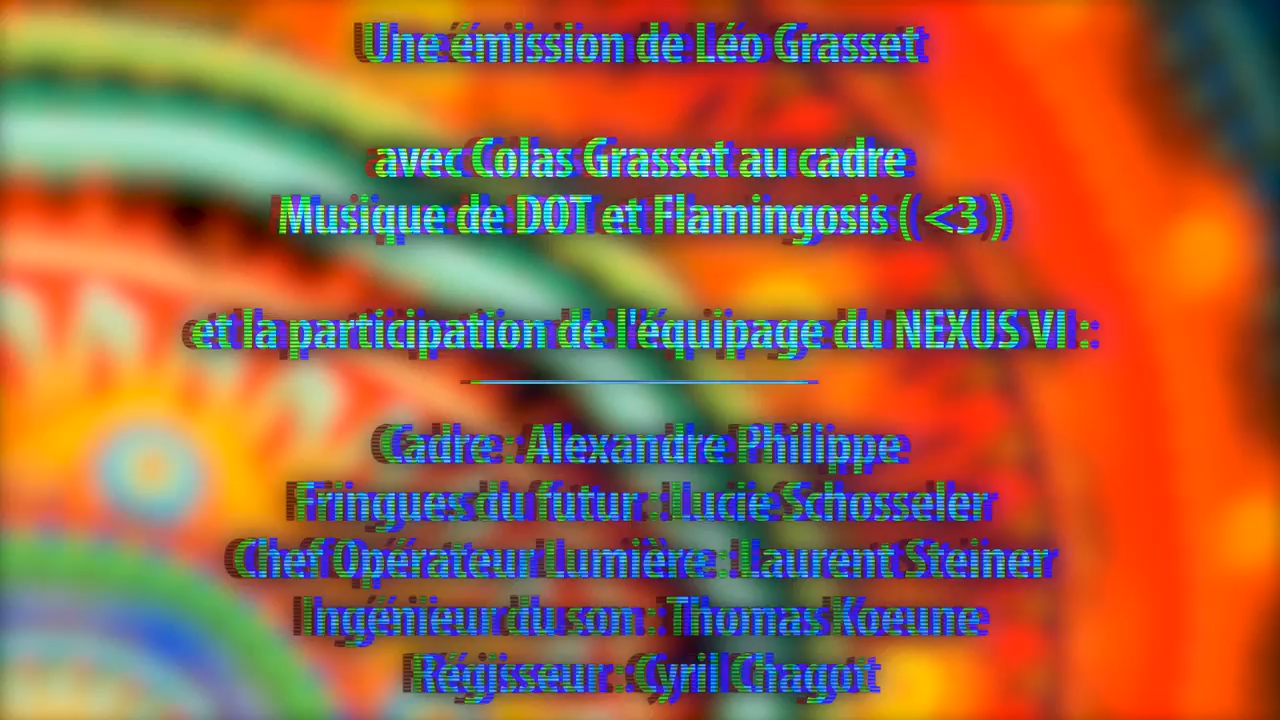 Une émission de Léo Grasset
avec Colas Grasset au cadre
Musique de DOT et Flamingosis ( <3 ))
et la participation de l'équipage du NEXUS VI :
Cadre : Alexandre Philippe
Fringues du futur : Lucie Schosseler
Chef Opérateur Lumière : Laurent Steiner
Ingénieur du son : Thomas Koeune
Régisseur : Cyril Chagot